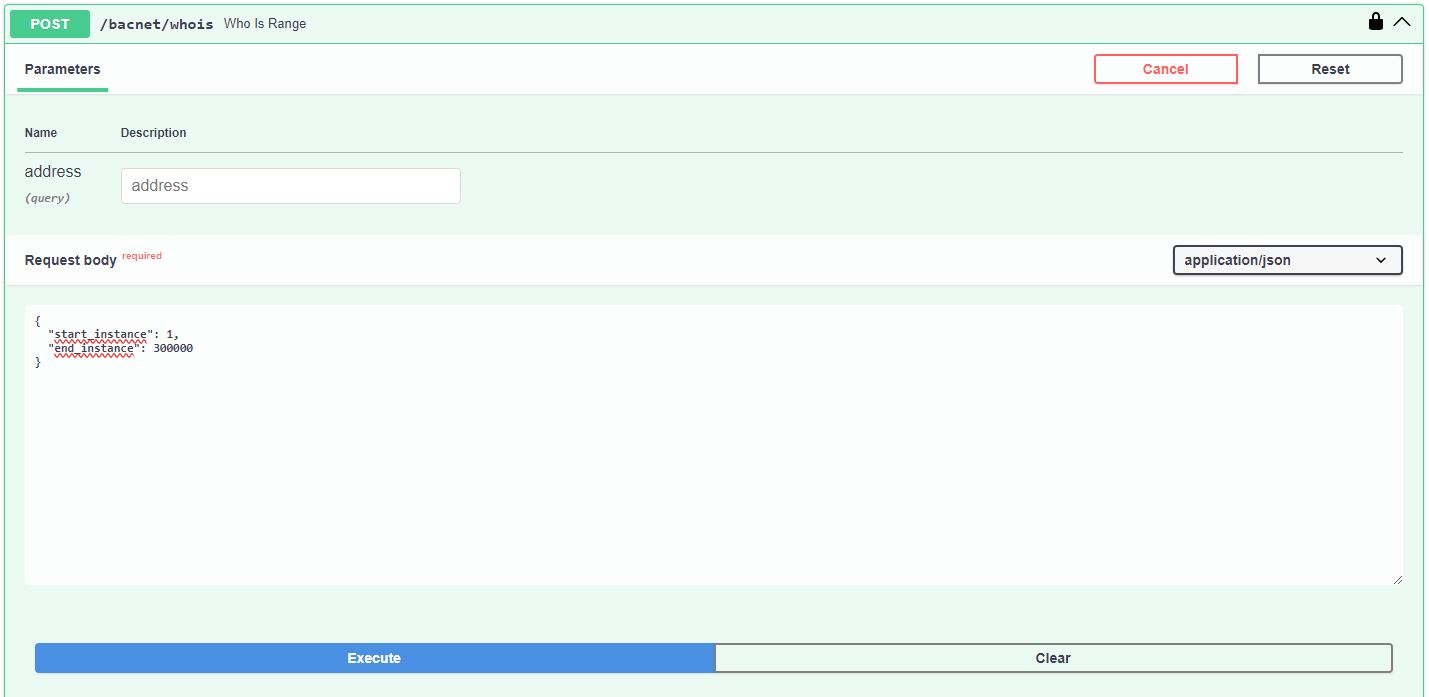 POST /bacnet/whois Who Is Range
Parameters
Cancel
Reset
Name Description
address
(query)
address
Request body required
application/json
{
  "start_instance": 1,
  "end_instance": 300000
}
Execute
Clear